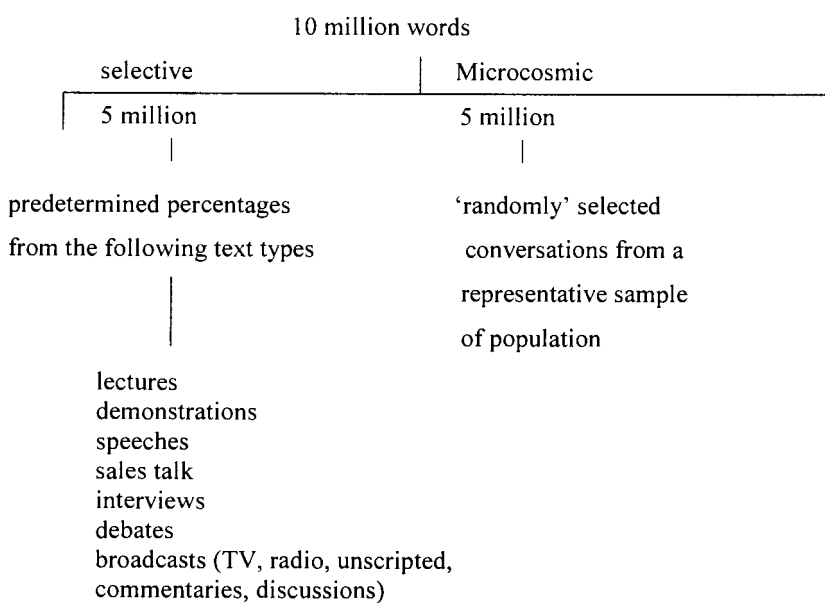 10 million words
selective
Microcosmic
5 million
5 million
predetermined percentages
from the following text types
'randomly' selected
conversations from a
representative sample
of population
lectures
demonstrations
speeches
sales talk
interviews
debates
broadcasts (TV, radio, unscripted,
commentaries, discussions)